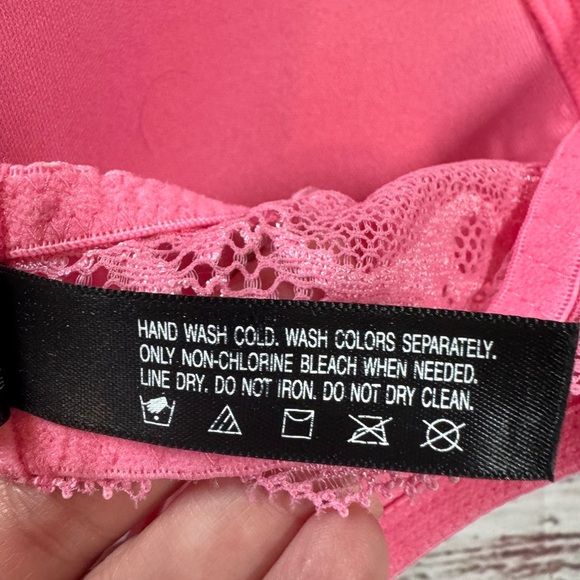 HAND WASH COLD. WASH COLORS SEPARATELY.
ONLY NON-CHLORINE BLEACH WHEN NEEDED.
LINE DRY. DO NOT IRON. DO NOT DRY CLEAN.